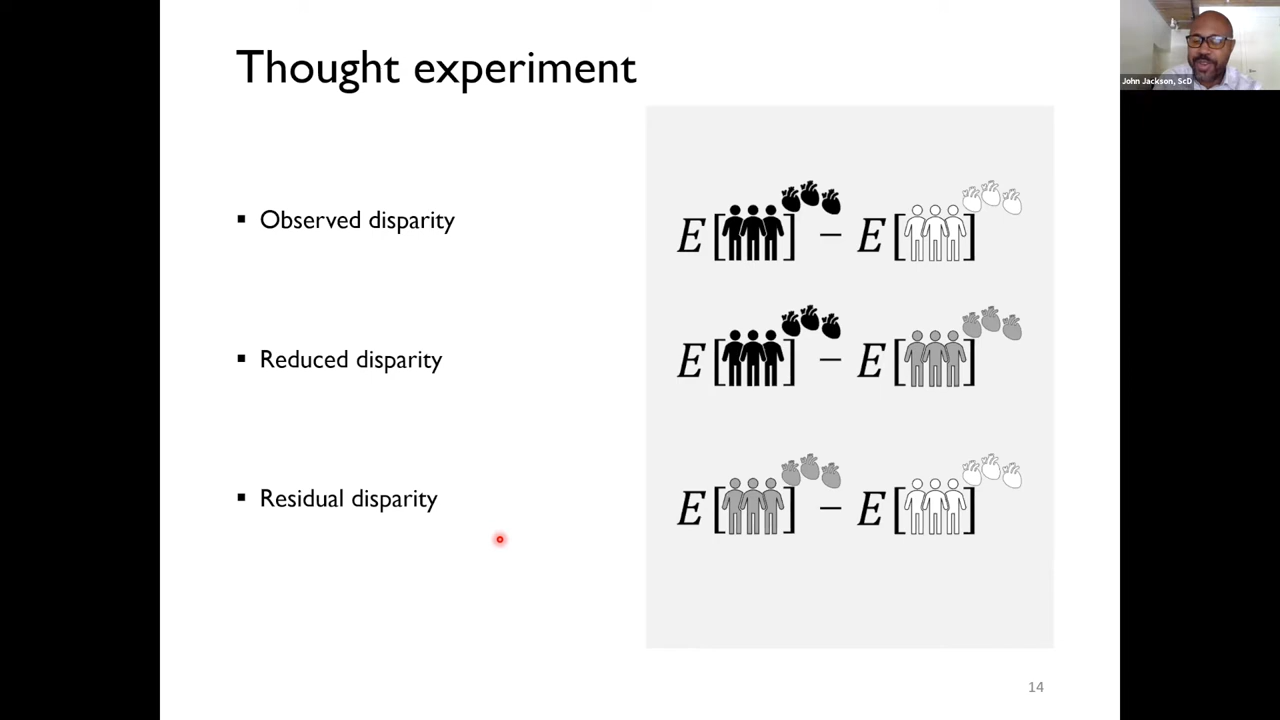 Thought experiment
John Jackson, ScD
▪ Observed disparity
E[ ] − E[ ]
▪ Reduced disparity
E[ ] − E[ ]
▪ Residual disparity
E[ ] − E[ ]
14